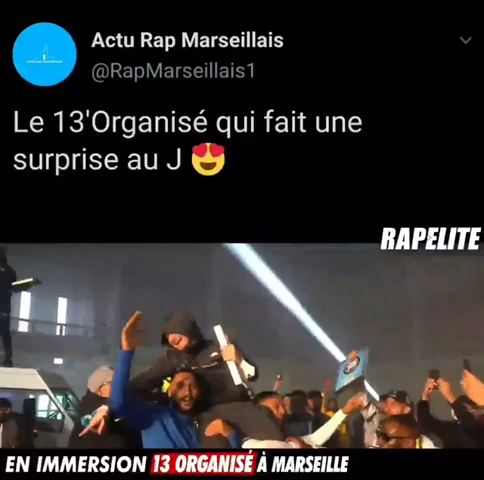 Actu Rap Marseillais
@RapMarseillais1
Le 13'Organisé qui fait une
surprise au J 😍
RAPELITE
EN IMMERSION 13 ORGANISÉ À MARSEILLE